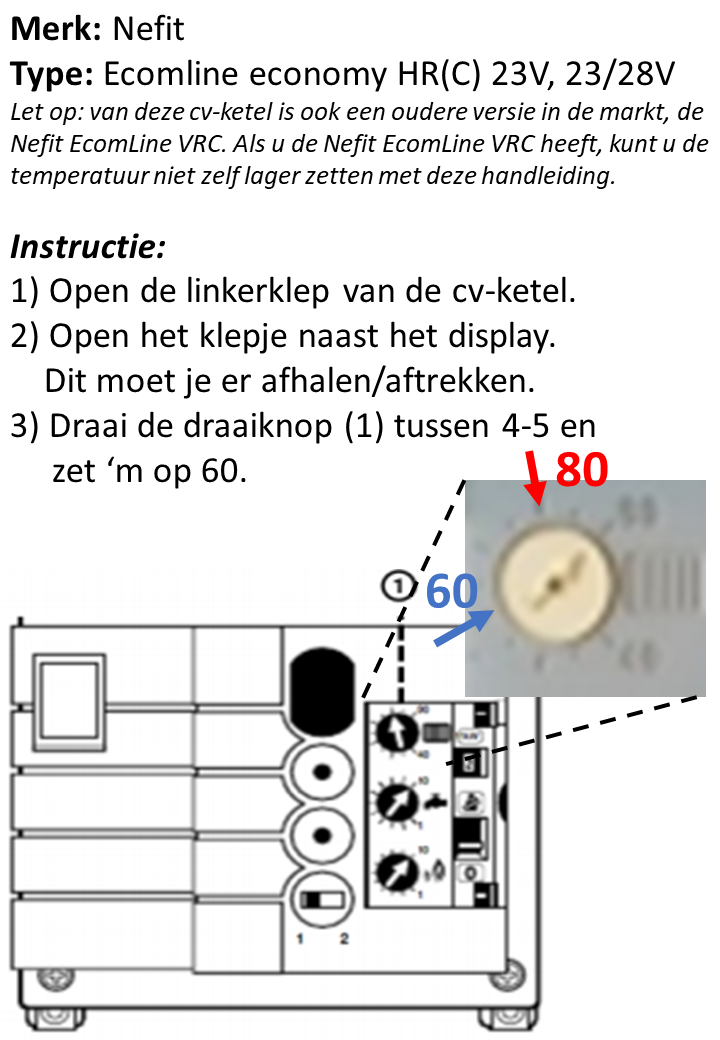 Merk: Nefit
Type: Ecomline economy HR(C) 23V, 23/28V
Let op: van deze cv-ketel is ook een oudere versie in de markt, de
Nefit EcomLine VRC. Als u de Nefit EcomLine VRC heeft, kunt u de
temperatuur niet zelf lager zetten met deze handleiding.
Instructie:
1) Open de linkerklep van de cv-ketel.
2) Open het klepje naast het display.
Dit moet je er afhalen/aftrekken.
3) Draai de draaiknop (1) tussen 4-5 en
zet ‘m op 60.
80
60
1
90
40
10
1
10
1
1 2